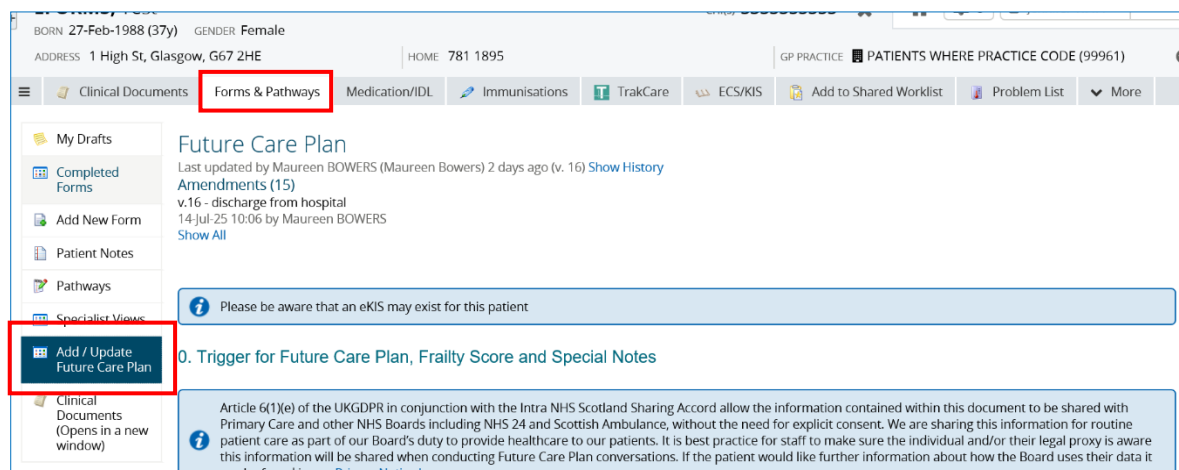 BORN 27-Feb-1988 (37y) GENDER Female
ADDRESS 1 High St, Glasgow, G67 2HE HOME 781 1895 GP PRACTICE PATIENTS WHERE PRACTICE CODE (99961)
Clinical Documents Forms & Pathways Medication/IDL Immunisations TrakCare ECS/KIS Add to Shared Worklist Problem List More
My Drafts
Completed
Forms
Add New Form
Patient Notes
Pathways
Specialist Views
Add / Update
Future Care Plan
Clinical
Documents
(Opens in a new
window)
Future Care Plan
Last updated by Maureen BOWERS (Maureen Bowers) 2 days ago (v. 16) Show History
Amendments (15)
v.16 - discharge from hospital
14-Jul-25 10:06 by Maureen BOWERS
Show All
Please be aware that an eKIS may exist for this patient
0. Trigger for Future Care Plan, Frailty Score and Special Notes
Article 6(1)(e) of the UKGDPR in conjunction with the Intra NHS Scotland Sharing Accord allow the information contained within this document to be shared with
Primary Care and other NHS Boards including NHS 24 and Scottish Ambulance, without the need for explicit consent. We are sharing this information for routine
patient care as part of our Board's duty to provide healthcare to our patients. It is best practice for staff to make sure the individual and/or their legal proxy is aware
this information will be shared when conducting Future Care Plan conversations. If the patient would like further information about how the Board uses their data it